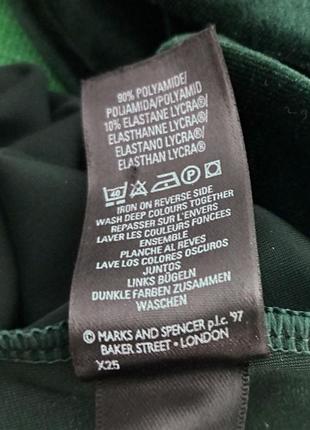 90% POLYAMIDE/
POLIAMIDA/POLYAMID
10% ELASTANE LYCRA®/
ELASTHANNE LYCRA®/
ELASTANO LYCRA®/
ELASTHAN LYCRA®
40 P
IRON ON REVERSE SIDE
WASH DEEP COLOURS TOGETHER
REPASSER SUR L'ENVERS
LAVER LES COULEURS FONCEES
ENSEMBLE
PLANCHE AL REVES
LAVE LOS COLORES OSCUROS
JUNTOS
LINKS BÜGELN
DUNKLE FARBEN ZUSAMMEN
WASCHEN
© MARKS AND SPENCER p.l.c. '97
BAKER STREET • LONDON
X25